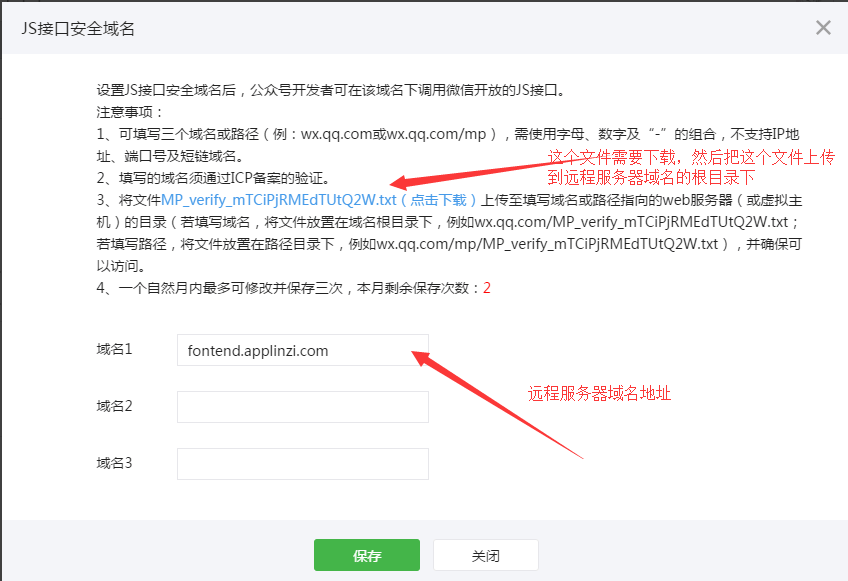 JS接口安全域名
设置JS接口安全域名后，公众号开发者可在该域名下调用微信开放的JS接口。
注意事项：
1、可填写三个域名或路径（例：wx.qq.com或wx.qq.com/mp），需使用字母、数字及“-”的组合，不支持IP地
址、端口号及短链域名。
这个文件需要下载，然后把这个文件上传
到远程服务器域名的根目录下
2、填写的域名须通过ICP备案的验证。
3、将文件MP_verify_mTCiPjRMEdTUtQ2W.txt（点击下载）上传至填写域名或路径指向的web服务器（或虚拟主
机）的目录（若填写域名，将文件放置在域名根目录下，例如wx.qq.com/MP_verify_mTCiPjRMEdTUtQ2W.txt；
若填写路径，将文件放置在路径目录下，例如wx.qq.com/mp/MP_verify_mTCiPjRMEdTUtQ2W.txt），并确保可
以访问。
4、一个自然月内最多可修改并保存三次，本月剩余保存次数：2
域名1
fontend.applinzi.com
远程服务器域名地址
域名2
域名3
保存
关闭